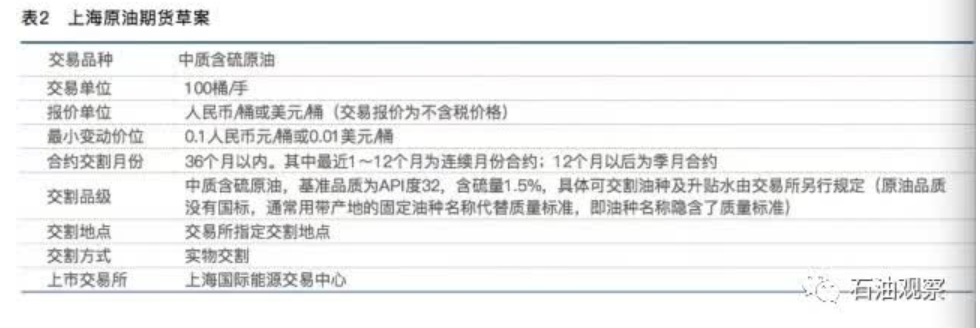 表2 上海原油期货草案
交易品种 中质含硫原油
交易单位 100桶/手
报价单位 人民币/桶或美元/桶（交易报价为不含税价格）
最小变动价位 0.1人民币元/桶或0.01美元/桶
合约交割月份 36个月以内。其中最近1～12个月为连续月份合约；12个月以后为季月合约
交割品级 中质含硫原油，基准品质为API度32，含硫量1.5%，具体可交割油种及升贴水由交易所另行规定（原油品质
没有国标，通常用带产地的固定油种名称代替质量标准，即油种名称隐含了质量标准）
交割地点 交易所指定交割地点
交割方式 实物交割
上市交易所 上海国际能源交易中心
石油观察